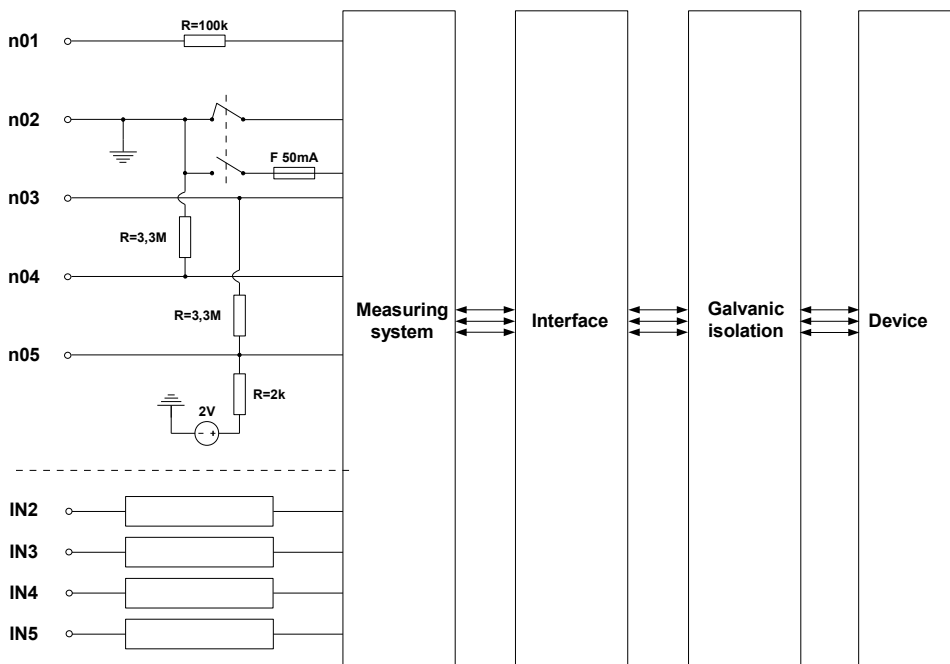 n01
R=100k
n02
F 50mA
n03
R=3,3M
n04
R=3,3M
n05
R=2k
2V
- +
Measuring
system
Interface
Galvanic
isolation
Device
IN2
IN3
IN4
IN5